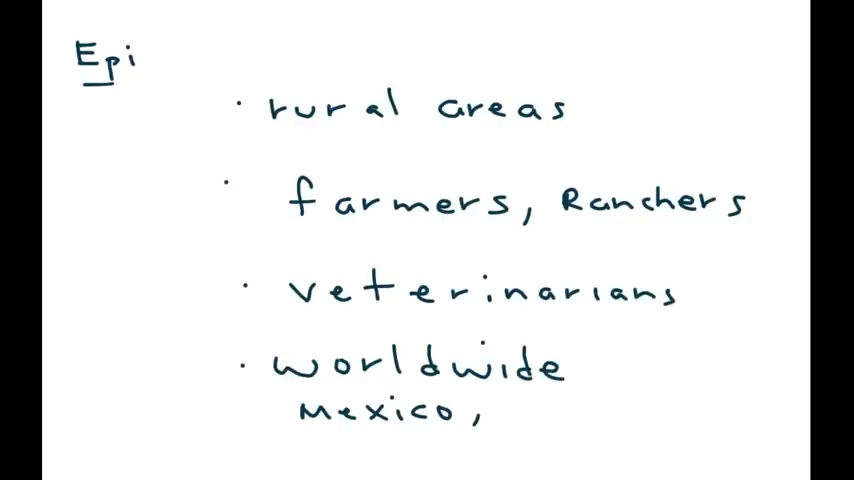 Epi
· rural areas
· farmers, Ranchers
· veterinarians
· worldwide
mexico,